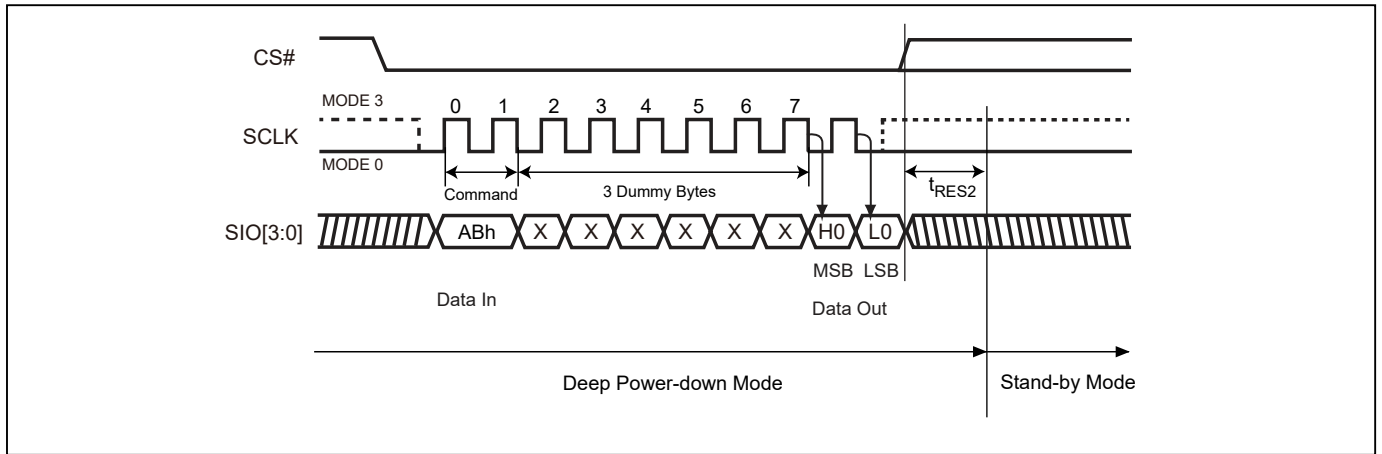 CS#
MODE 3
0 1 2 3 4 5 6 7
SCLK
MODE 0
Command
3 Dummy Bytes
tRES2
SIO[3:0]
ABh X X X X X X H0 L0
MSB LSB
Data In
Data Out
Deep Power-down Mode
Stand-by Mode